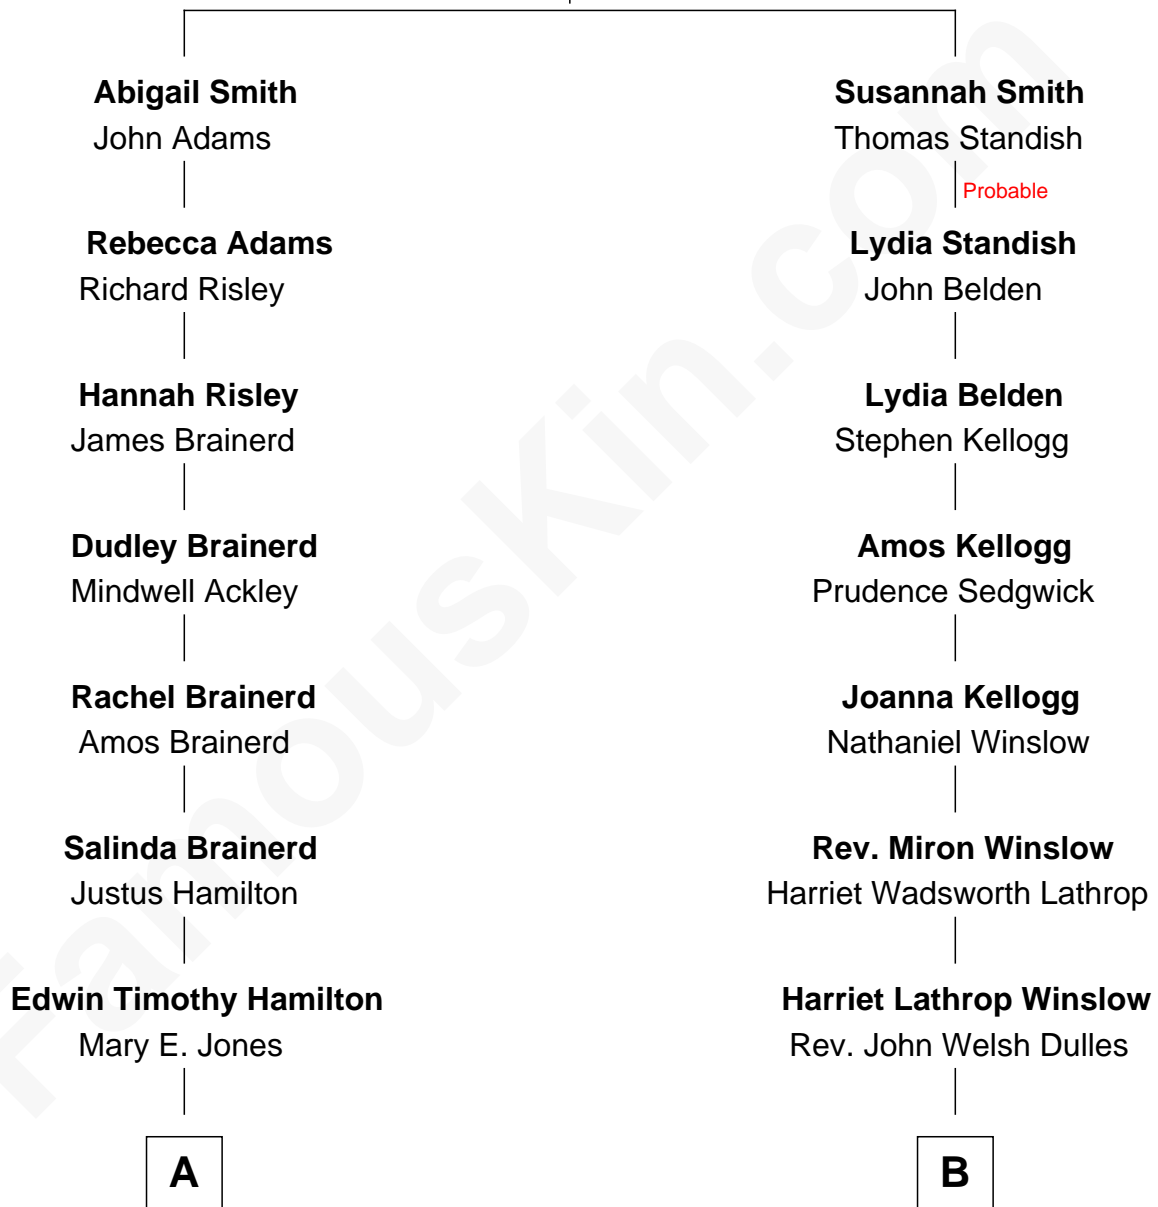 Abigail Smith
John Adams
Rebecca Adams
Richard Risley
Hannah Risley
James Brainerd
Dudley Brainerd
Mindwell Ackley
Rachel Brainerd
Amos Brainerd
Salinda Brainerd
Justus Hamilton
Edwin Timothy Hamilton
Mary E. Jones
A
Susannah Smith
Thomas Standish
Probable
Lydia Standish
John Belden
Lydia Belden
Stephen Kellogg
Amos Kellogg
Prudence Sedgwick
Joanna Kellogg
Nathaniel Winslow
Rev. Miron Winslow
Harriet Wadsworth Lathrop
Harriet Lathrop Winslow
Rev. John Welsh Dulles
B
FamousKin.com